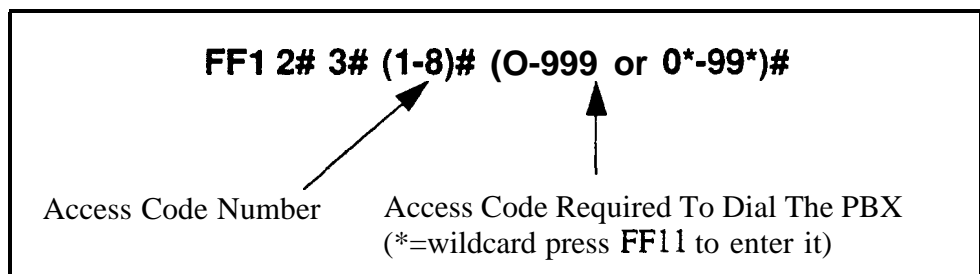 FF1 2# 3# (1-8)# (O-999 or 0*-99*)#
Access Code Number
Access Code Required To Dial The PBX
(*=wildcard press FF11 to enter it)